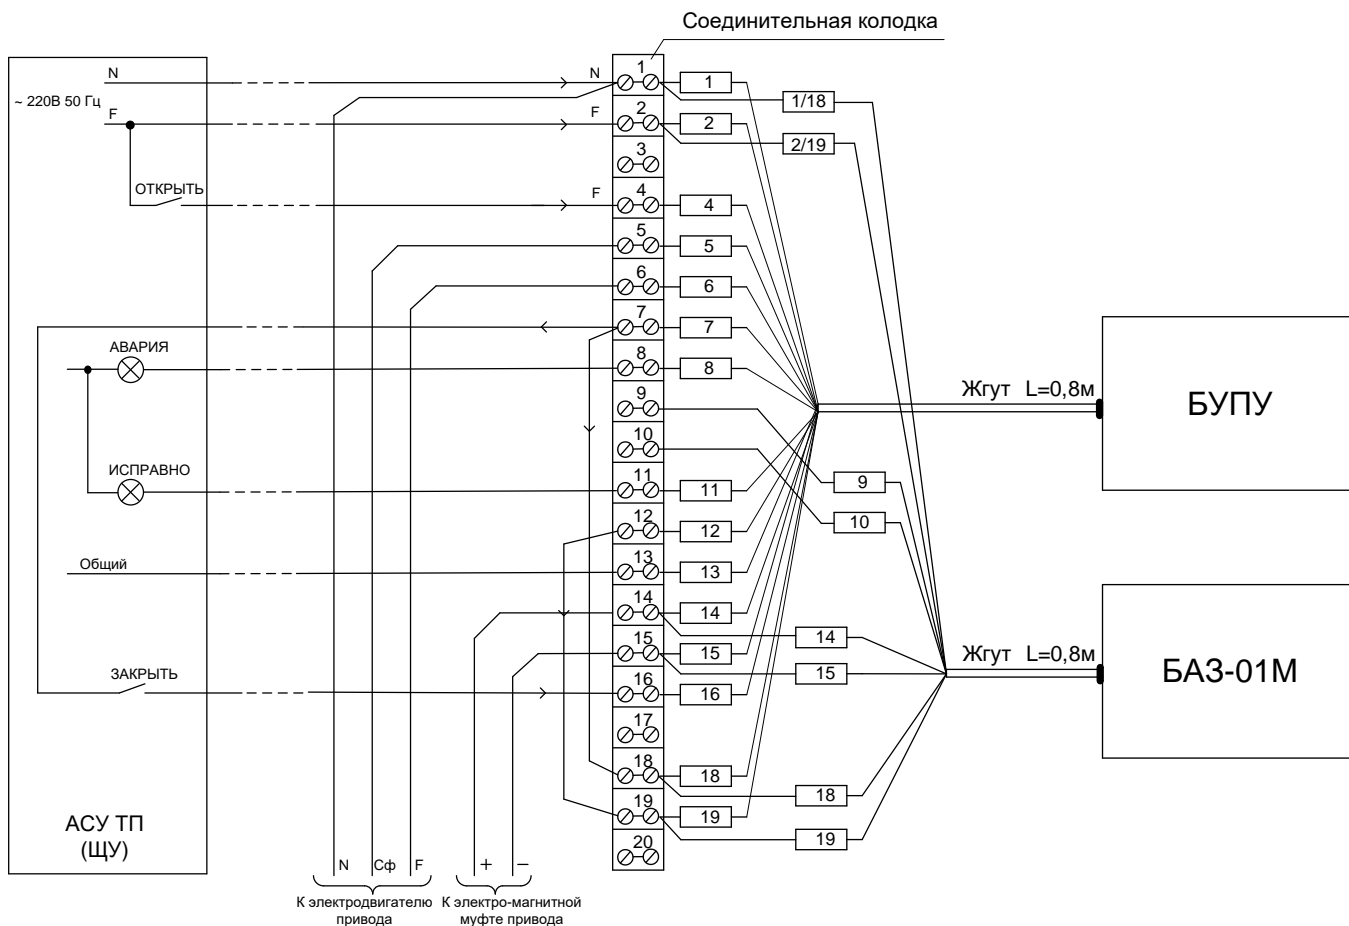 Соединительная колодка
N
~ 220В 50 Гц
F
ОТКРЫТЬ
АВАРИЯ
ИСПРАВНО
Общий
ЗАКРЫТЬ
АСУ ТП
(ЩУ)
N
F
F
1
2
3
4
5
6
7
8
9
10
11
12
13
14
15
16
17
18
19
20
1
2
4
5
6
7
8
11
12
13
14
15
16
18
19
1/18
2/19
9
10
14
15
18
19
Жгут L=0,8м
БУПУ
Жгут L=0,8м
БАЗ-01М
N Сф F
+ −
К электродвигателю
привода
К электро-магнитной
муфте привода